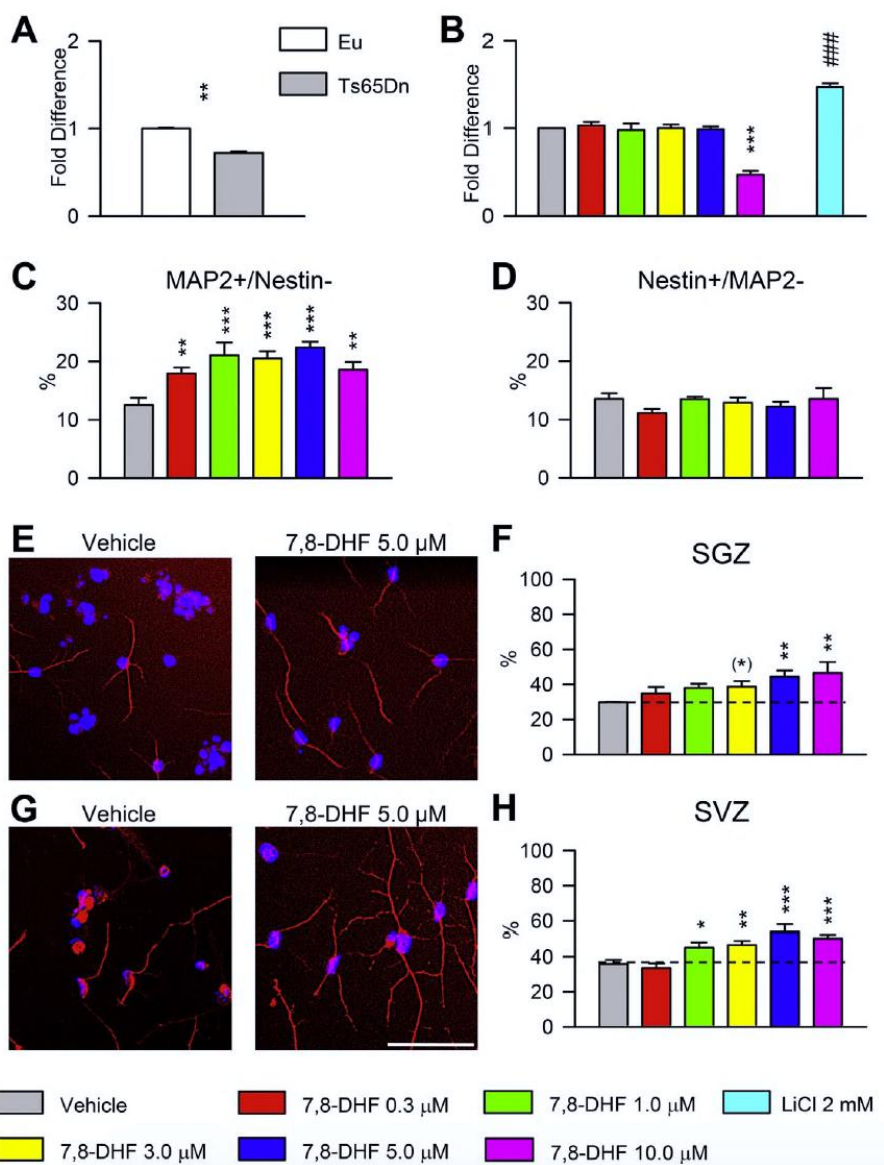 A
2
1
0
Fold Difference
**
Eu
Ts65Dn
B
2
1
0
Fold Difference
***
###
C
MAP2+/Nestin-
30
20
10
0
%
**
***
***
***
**
D
Nestin+/MAP2-
30
20
10
0
%
E
Vehicle
7,8-DHF 5.0 µM
F
SGZ
100
80
60
40
20
0
%
(*)
**
**
G
Vehicle
7,8-DHF 5.0 µM
H
SVZ
100
80
60
40
20
0
%
*
**
***
***
Vehicle
7,8-DHF 0.3 µM
7,8-DHF 1.0 µM
LiCl 2 mM
7,8-DHF 3.0 µM
7,8-DHF 5.0 µM
7,8-DHF 10.0 µM